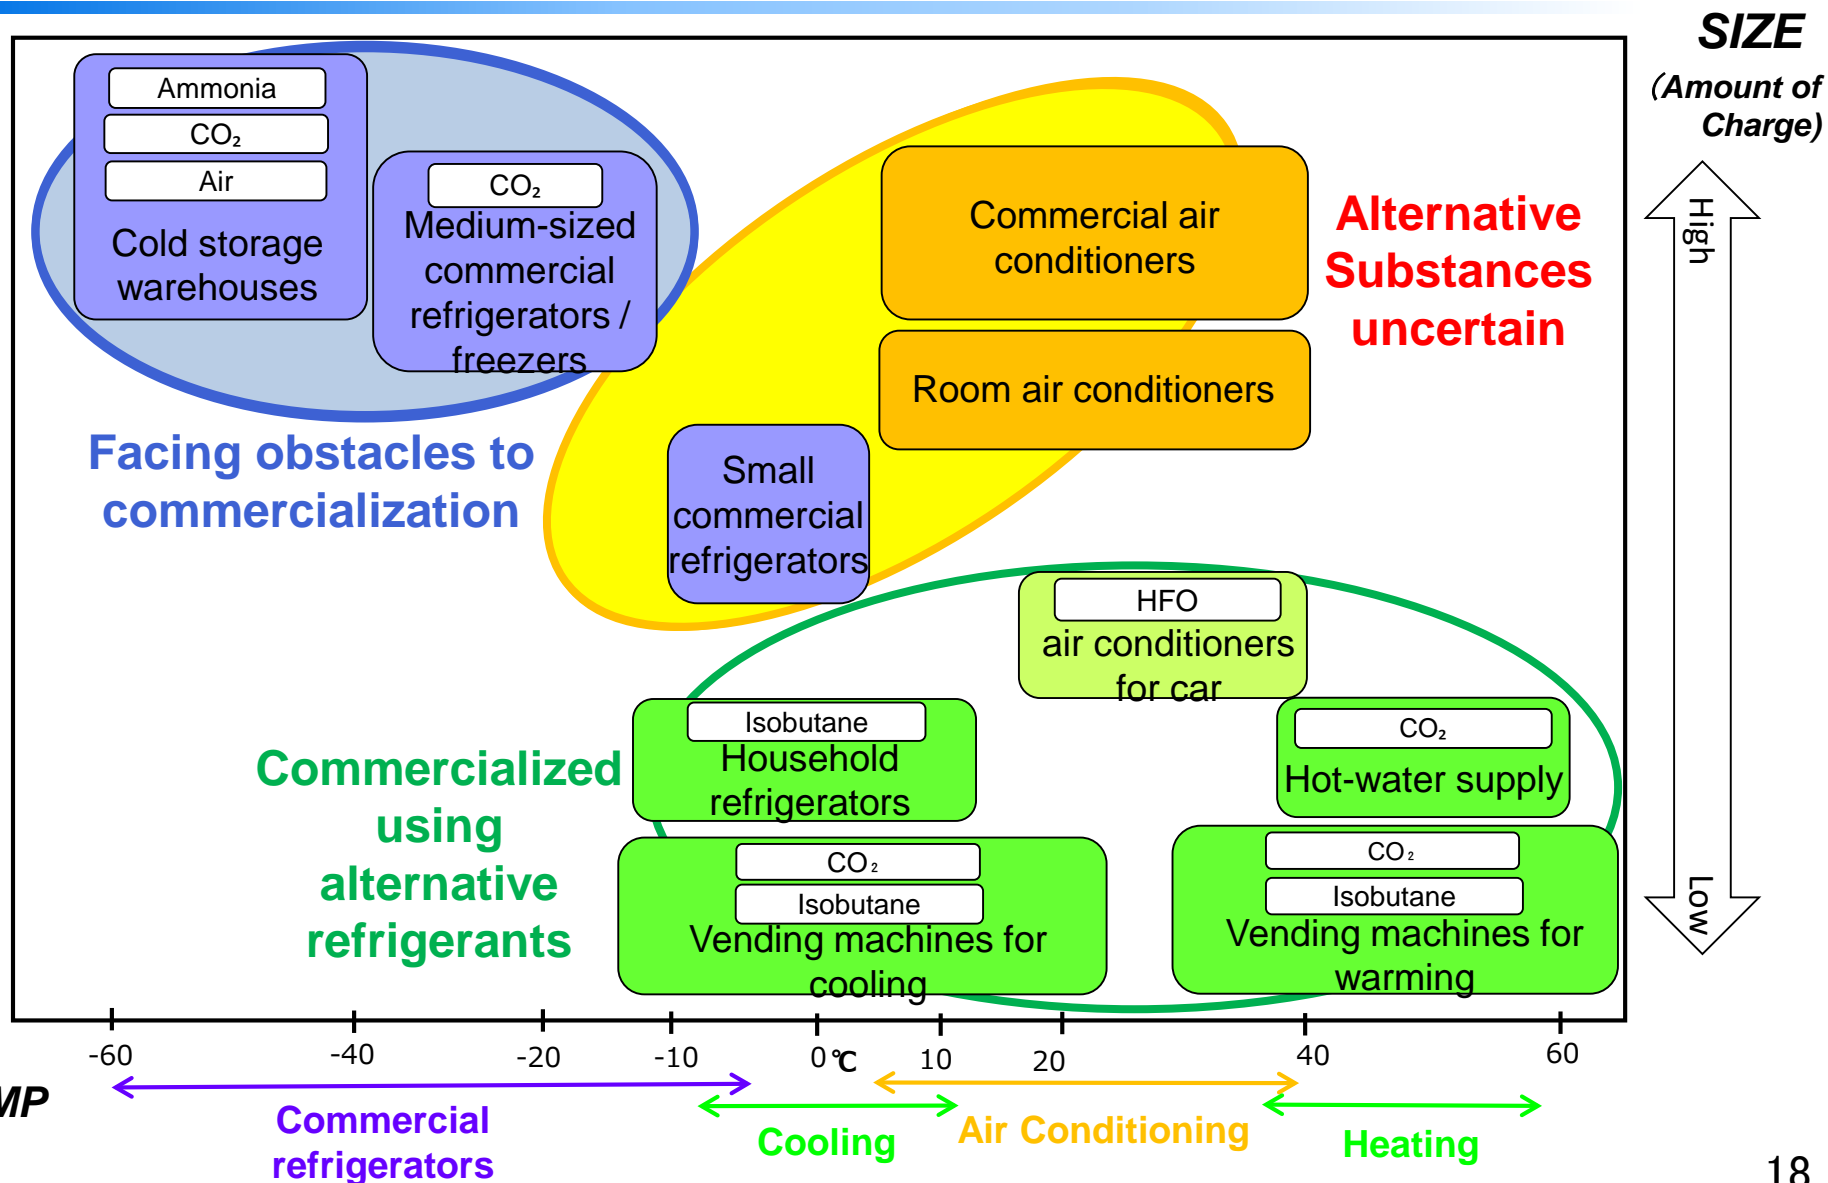 SIZE
(Amount of
Charge)
High
Low
Ammonia
CO₂
Air
Cold storage
warehouses
CO₂
Medium-sized
commercial
refrigerators /
freezers
Facing obstacles to
commercialization
Commercial air
conditioners
Room air conditioners
Small
commercial
refrigerators
Alternative
Substances
uncertain
HFO
air conditioners
for car
Isobutane
Household
refrigerators
CO₂
Hot-water supply
CO₂
Isobutane
Vending machines for
cooling
CO₂
Isobutane
Vending machines for
warming
Commercialized
using
alternative
refrigerants
-60 -40 -20 -10 0℃ 10 20 40 60
MP
Commercial
refrigerators
Cooling
Air Conditioning
Heating
18